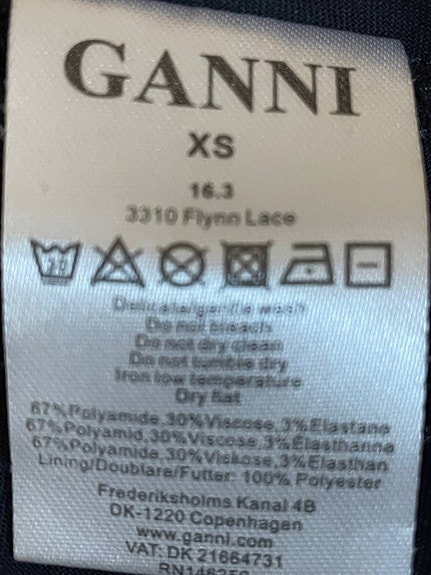 GANNI
XS
16.3
3310 Flynn Lace
Delicate/gentle wash
Do not bleach
Do not dry clean
Do not tumble dry
Iron low temperature
Dry flat
67%Polyamide,30%Viscose,3%Elastane
67%Polyamid,30%Viscose,3%Elasthanne
67%Polyamide,30%Viskose,3%Elasthan
Lining/Doublare/Futter: 100% Polyester
Frederiksholms Kanal 4B
DK-1220 Copenhagen
www.ganni.com
VAT: DK 21664731